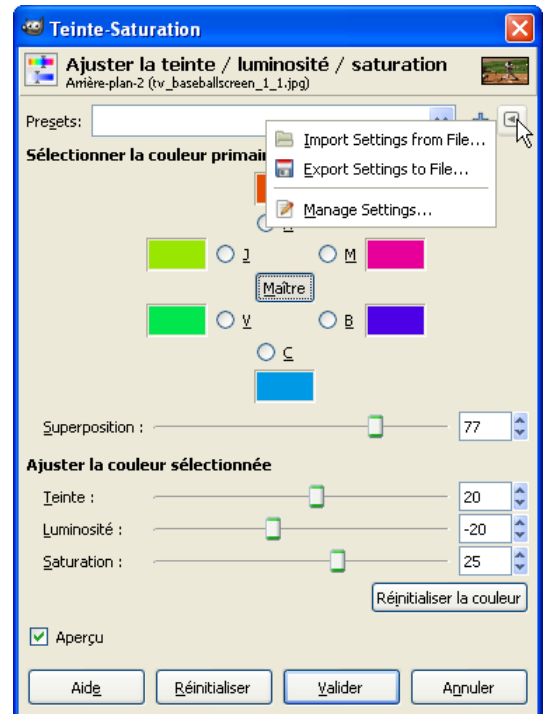 Teinte-Saturation
Ajuster la teinte / luminosité / saturation
Arrière-plan-2 (tv_baseballscreen_1_1.jpg)
Presets:
Import Settings from File...
Export Settings to File...
Manage Settings...
Sélectionner la couleur primai
J
M
Maître
V
B
C
Superposition :
77
Ajuster la couleur sélectionnée
Teinte :
20
Luminosité :
-20
Saturation :
25
Réinitialiser la couleur
Aperçu
Aide
Réinitialiser
Valider
Annuler